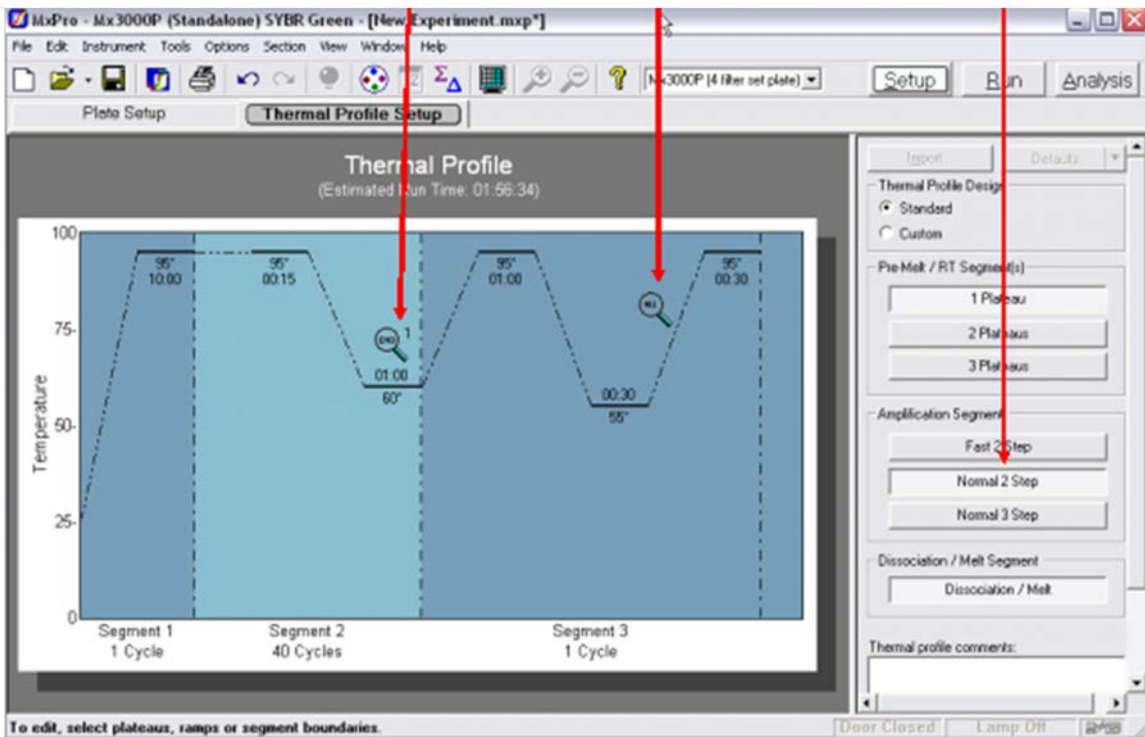 MxPro - Mx3000P (Standalone) SYBR Green - [New Experiment.mxp*]
File Edit Instrument Tools Options Section View Window Help
Mx3000P (4 filter set plate) Setup Run Analysis
Plate Setup Thermal Profile Setup
Thermal Profile
(Estimated Run Time: 01:56:34)
100
75-
50-
25-
0
Temperature
95°
10:00
95°
00:15
END 1
01:00
60°
95°
01:00
ALL
00:30
55°
95°
00:30
Segment 1
1 Cycle
Segment 2
40 Cycles
Segment 3
1 Cycle
Import... Defaults
Thermal Profile Design
Standard
Custom
Pre-Melt / RT Segment(s)
1 Plateau
2 Plateaus
3 Plateaus
Amplification Segment
Fast 2 Step
Normal 2 Step
Normal 3 Step
Dissociation / Melt Segment
Dissociation / Melt
Thermal profile comments:
To edit, select plateaus, ramps or segment boundaries.
Door Closed Lamp Off